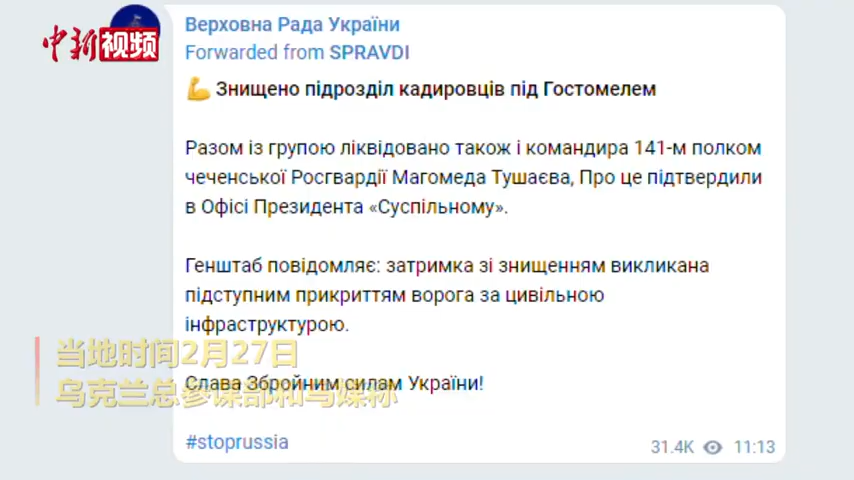 中新视频
Верховна Рада України
Forwarded from SPRAVDI
💪 Знищено підрозділ кадировців під Гостомелем
Разом із групою ліквідовано також і командира 141-м полком
чеченської Росгвардії Магомеда Тушаєва, Про це підтвердили
в Офісі Президента «Суспільному».
Генштаб повідомляє: затримка зі знищенням викликана
підступним прикриттям ворога за цивільною
інфраструктурою.
当地时间2月27日
Слава Збройним силам України!
乌克兰总参谋部和乌媒称
#stoprussia
31.4K 11:13